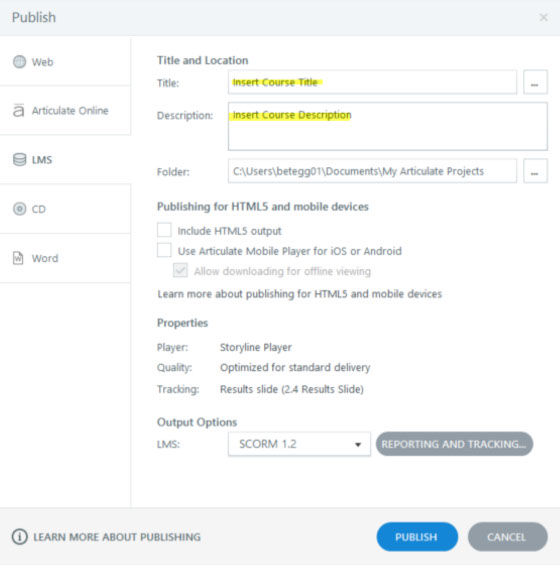 Publish
Web
Articulate Online
LMS
CD
Word
Title and Location
Title: Insert Course Title ...
Description: Insert Course Description
Folder: C:\Users\betegg01\Documents\My Articulate Projects ...
Publishing for HTML5 and mobile devices
Include HTML5 output
Use Articulate Mobile Player for iOS or Android
Allow downloading for offline viewing
Learn more about publishing for HTML5 and mobile devices
Properties
Player: Storyline Player
Quality: Optimized for standard delivery
Tracking: Results slide (2.4 Results Slide)
Output Options
LMS: SCORM 1.2 REPORTING AND TRACKING...
LEARN MORE ABOUT PUBLISHING PUBLISH CANCEL